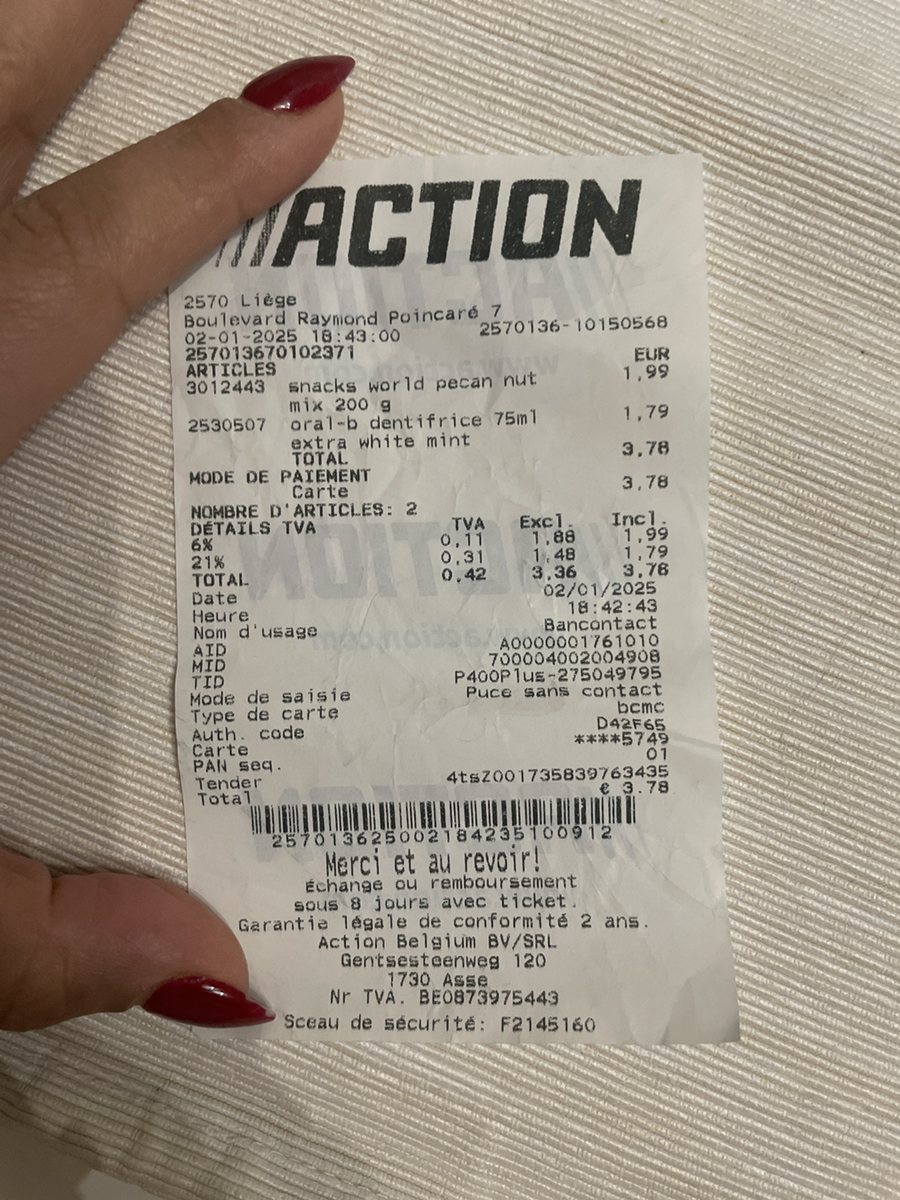 ACTION
2570 Liège
Boulevard Raymond Poincaré 7
02-01-2025 18:43:00 2570136-10150568
257013670102371
ARTICLES EUR
3012443 snacks world pecan nut 1,99
mix 200 g
2530507 oral-b dentifrice 75ml 1,79
extra white mint
TOTAL 3,78
MODE DE PAIEMENT
Carte 3,78
NOMBRE D'ARTICLES: 2
DÉTAILS TVA TVA Excl. Incl.
6% 0,11 1,88 1,99
21% 0,31 1,48 1,79
TOTAL 0,42 3,36 3,78
Date 02/01/2025
Heure 18:42:43
Nom d'usage Bancontact
AID A0000001761010
MID 700004002004908
TID P400Plus-275049795
Mode de saisie Puce sans contact
Type de carte bcmc
Auth. code D42F65
Carte ****5749
PAN seq. 01
Tender 4tsZ001735839763435
Total € 3.78
257013625002184235100912
Merci et au revoir!
Échange ou remboursement
sous 8 jours avec ticket.
Garantie légale de conformité 2 ans.
Action Belgium BV/SRL
Gentsesteenweg 120
1730 Asse
Nr TVA. BE0873975443
Sceau de sécurité: F2145160